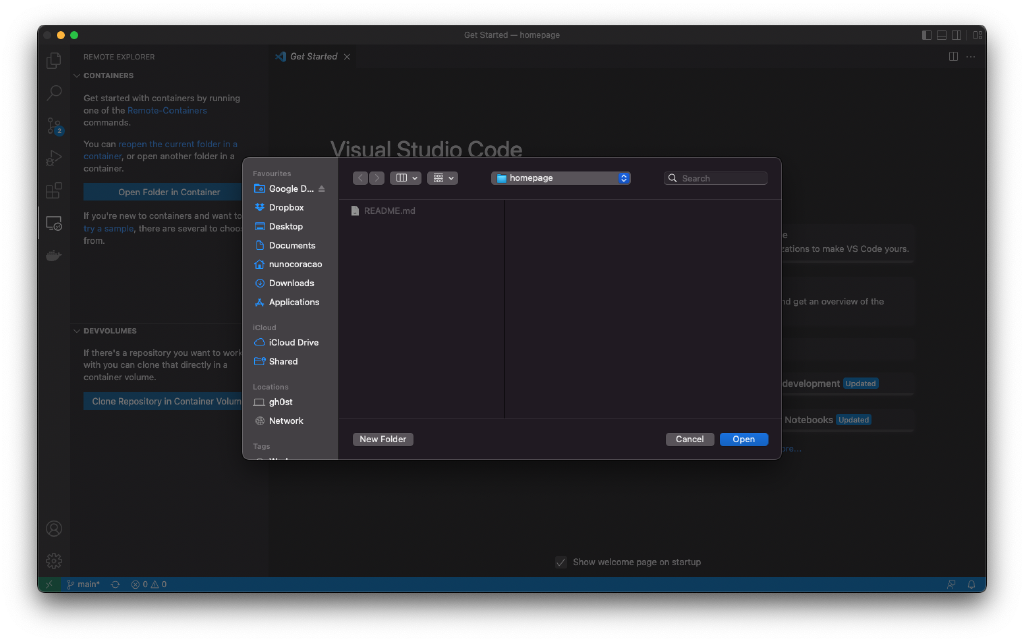 Get Started — homepage
REMOTE EXPLORER
Get Started
CONTAINERS
Get started with containers by running
one of the Remote-Containers
commands.
You can reopen the current folder in a
container, or open another folder in a
container.
Open Folder in Container
If you're new to containers and want to
try a sample, there are several to
from.
2
DEVVOLUMES
If there's a repository you want to work
with you can clone that directly in a
container volume.
Clone Repository in Container
Visual Studio Code
Favourites
Google D...
Dropbox
Desktop
Documents
nunocoracao
Downloads
Applications
iCloud
iCloud Drive
Shared
Locations
gh0st
Network
Tags
homepage
Search
README.md
New Folder
Cancel
Open
to make VS Code yours.
get an overview of the
development Updated
Notebooks Updated
Show welcome page on startup
main*
0
0